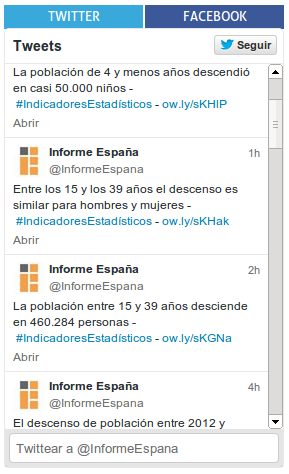 TWITTER FACEBOOK
Tweets Seguir
La población de 4 y menos años descendió
en casi 50.000 niños -
#IndicadoresEstadísticos - ow.ly/sKHIP
Abrir
Informe España 1h
@InformeEspana
Entre los 15 y los 39 años el descenso es
similar para hombres y mujeres -
#IndicadoresEstadísticos - ow.ly/sKHak
Abrir
Informe España 2h
@InformeEspana
La población entre 15 y 39 años desciende
en 460.284 personas -
#IndicadoresEstadísticos - ow.ly/sKGNa
Abrir
Informe España 4h
@InformeEspana
El descenso de población entre 2012 y
Twittear a @InformeEspana